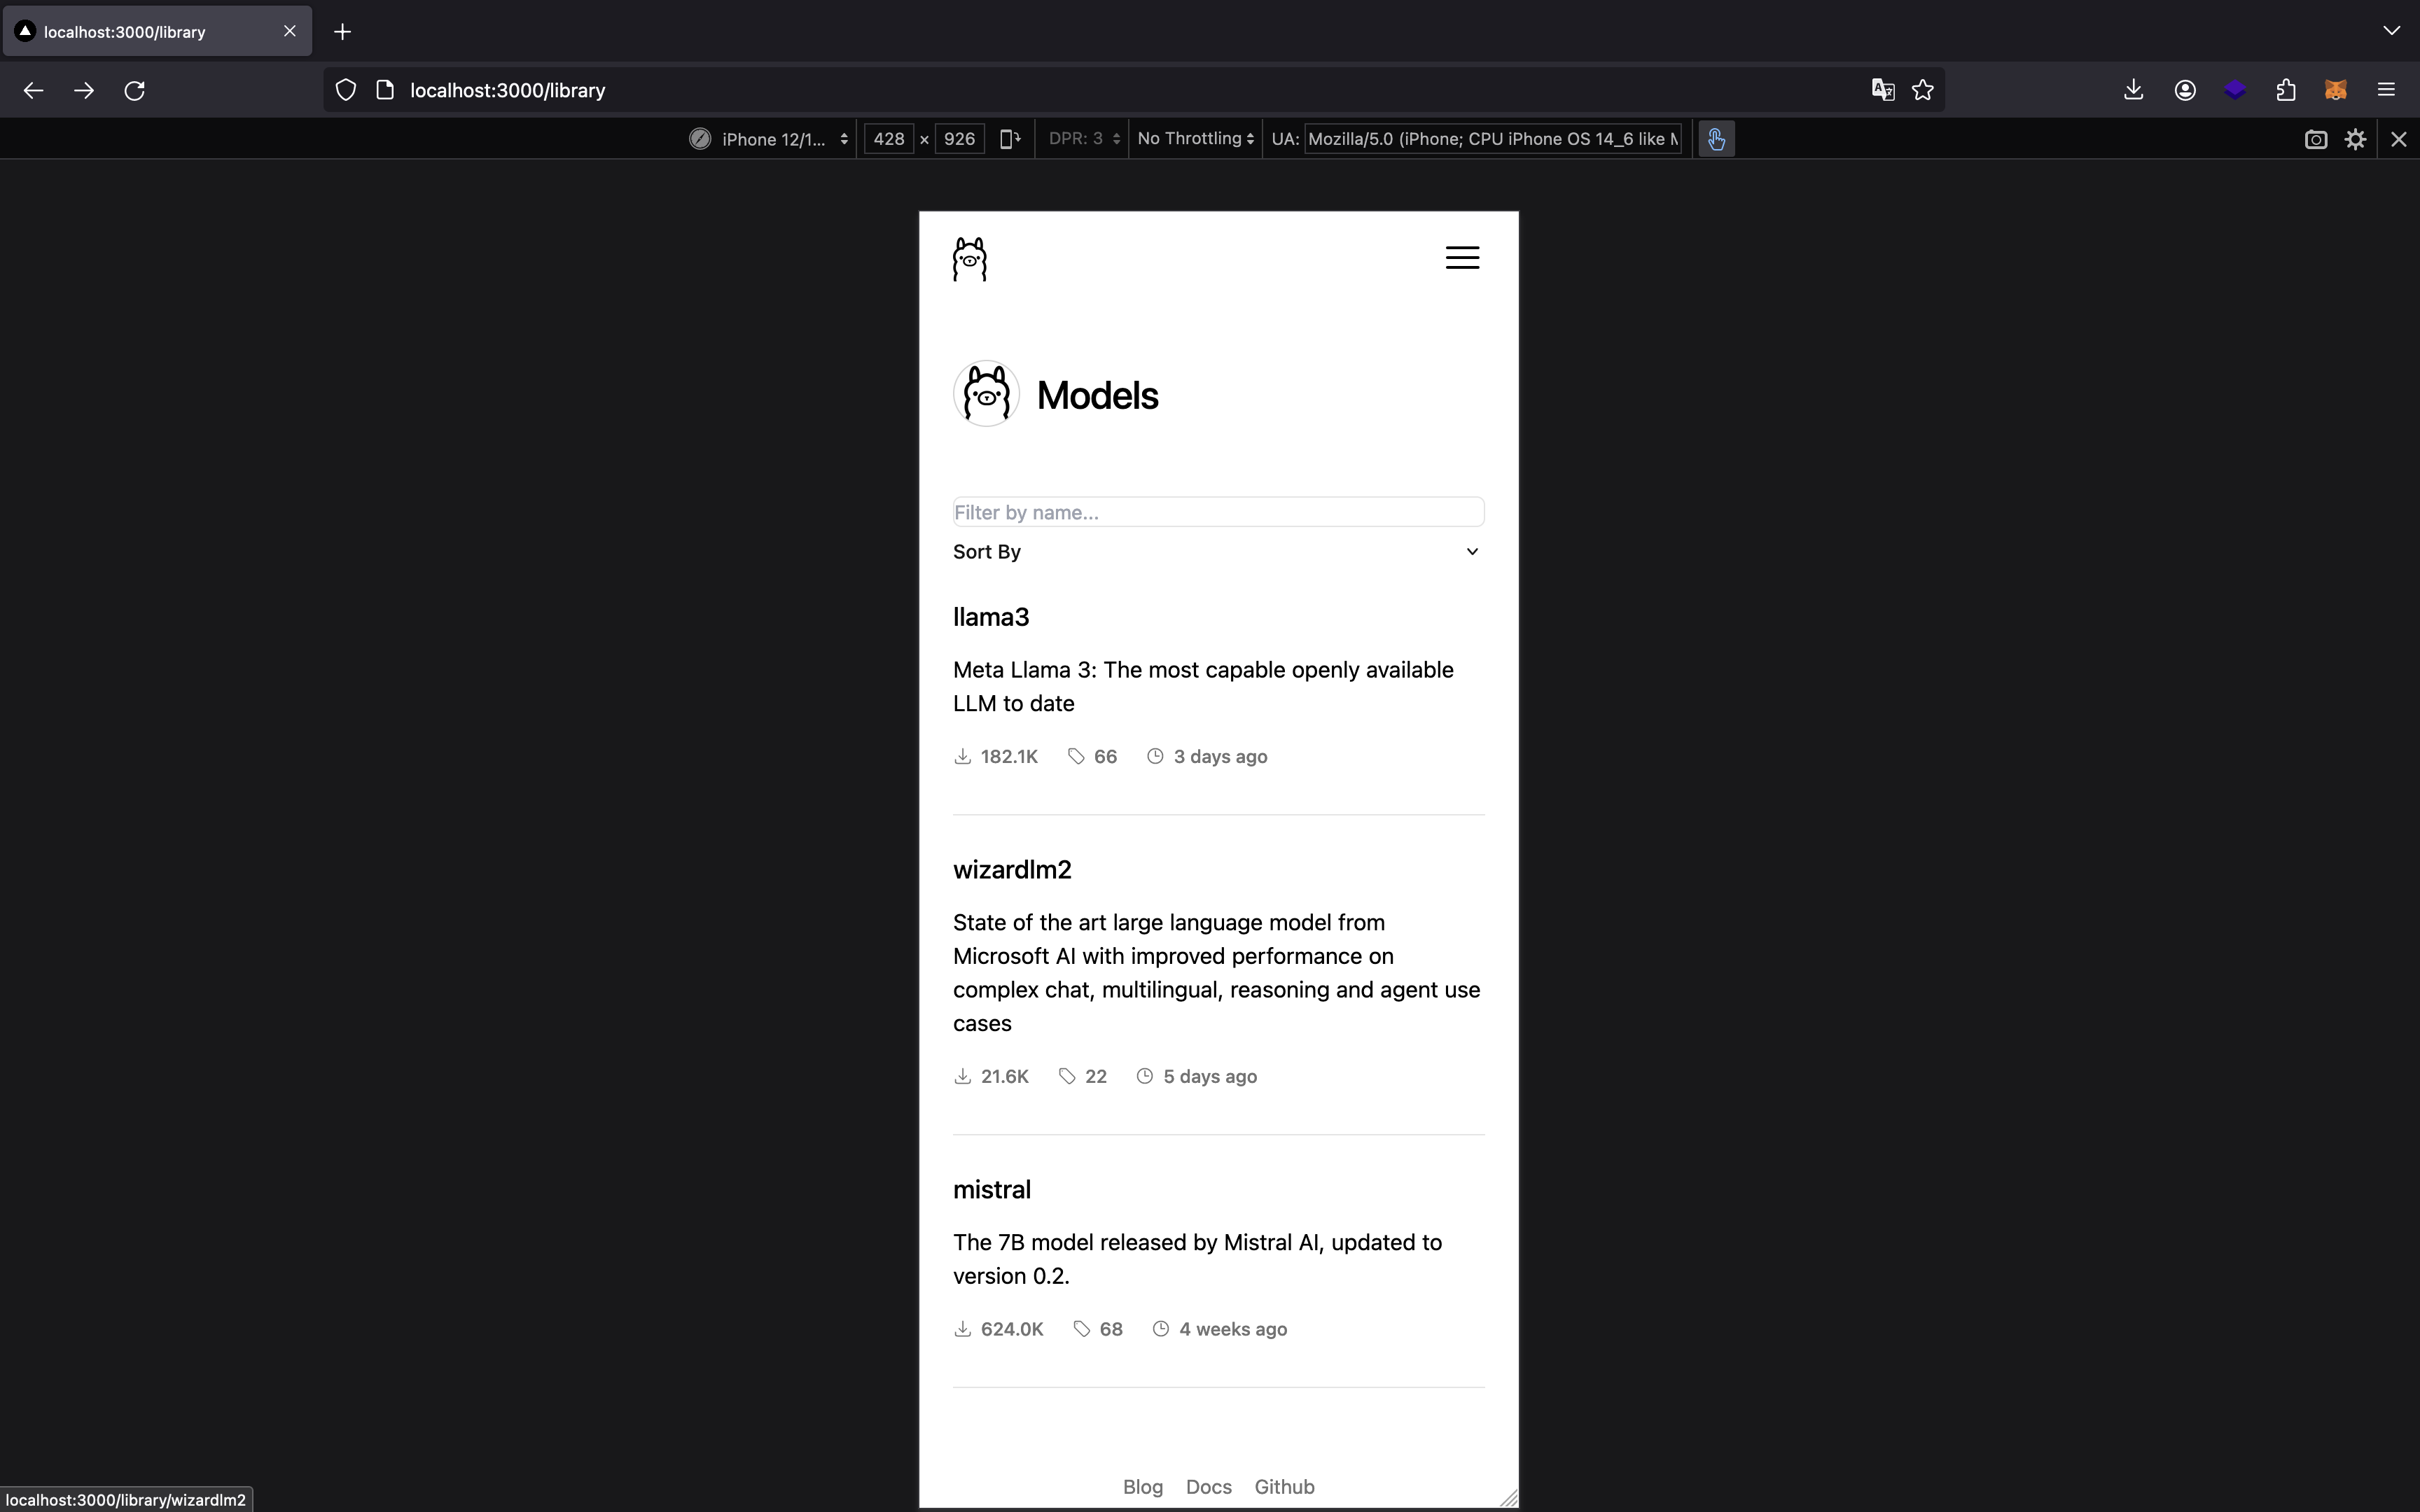 localhost:3000/library
localhost:3000/library
iPhone 12/1... 428 × 926 DPR: 3 No Throttling UA: Mozilla/5.0 (iPhone; CPU iPhone OS 14_6 like M
Models
Filter by name...
Sort By
llama3
Meta Llama 3: The most capable openly available
LLM to date
182.1K 66 3 days ago
wizardlm2
State of the art large language model from
Microsoft AI with improved performance on
complex chat, multilingual, reasoning and agent use
cases
21.6K 22 5 days ago
mistral
The 7B model released by Mistral AI, updated to
version 0.2.
624.0K 68 4 weeks ago
Blog Docs Github
localhost:3000/library/wizardlm2